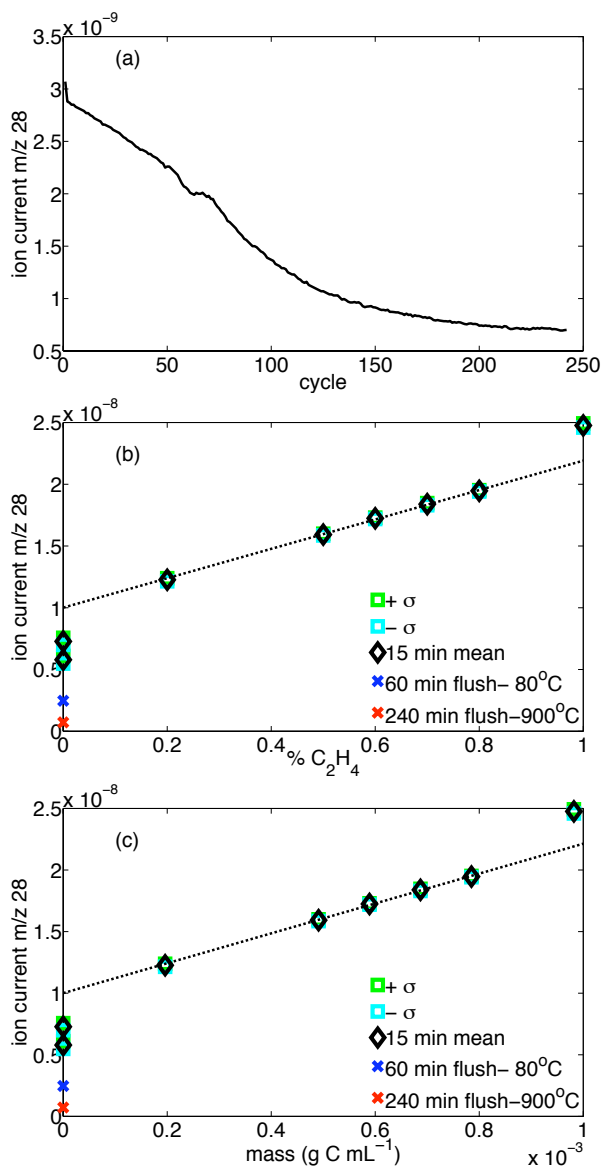 x 10⁻⁹
3.5
(a)
3
2.5
2
1.5
1
0.5
ion current m/z 28
0 50 100 150 200 250
cycle
x 10⁻⁸
2.5
(b)
2
1.5
1
0.5
0
ion current m/z 28
+ σ
− σ
15 min mean
60 min flush− 80°C
240 min flush−900°C
0 0.2 0.4 0.6 0.8 1
% C₂H₄
x 10⁻⁸
2.5
(c)
2
1.5
1
0.5
0
ion current m/z 28
+ σ
− σ
15 min mean
60 min flush− 80°C
240 min flush−900°C
0 0.2 0.4 0.6 0.8 1
mass (g C mL⁻¹)
x 10⁻³